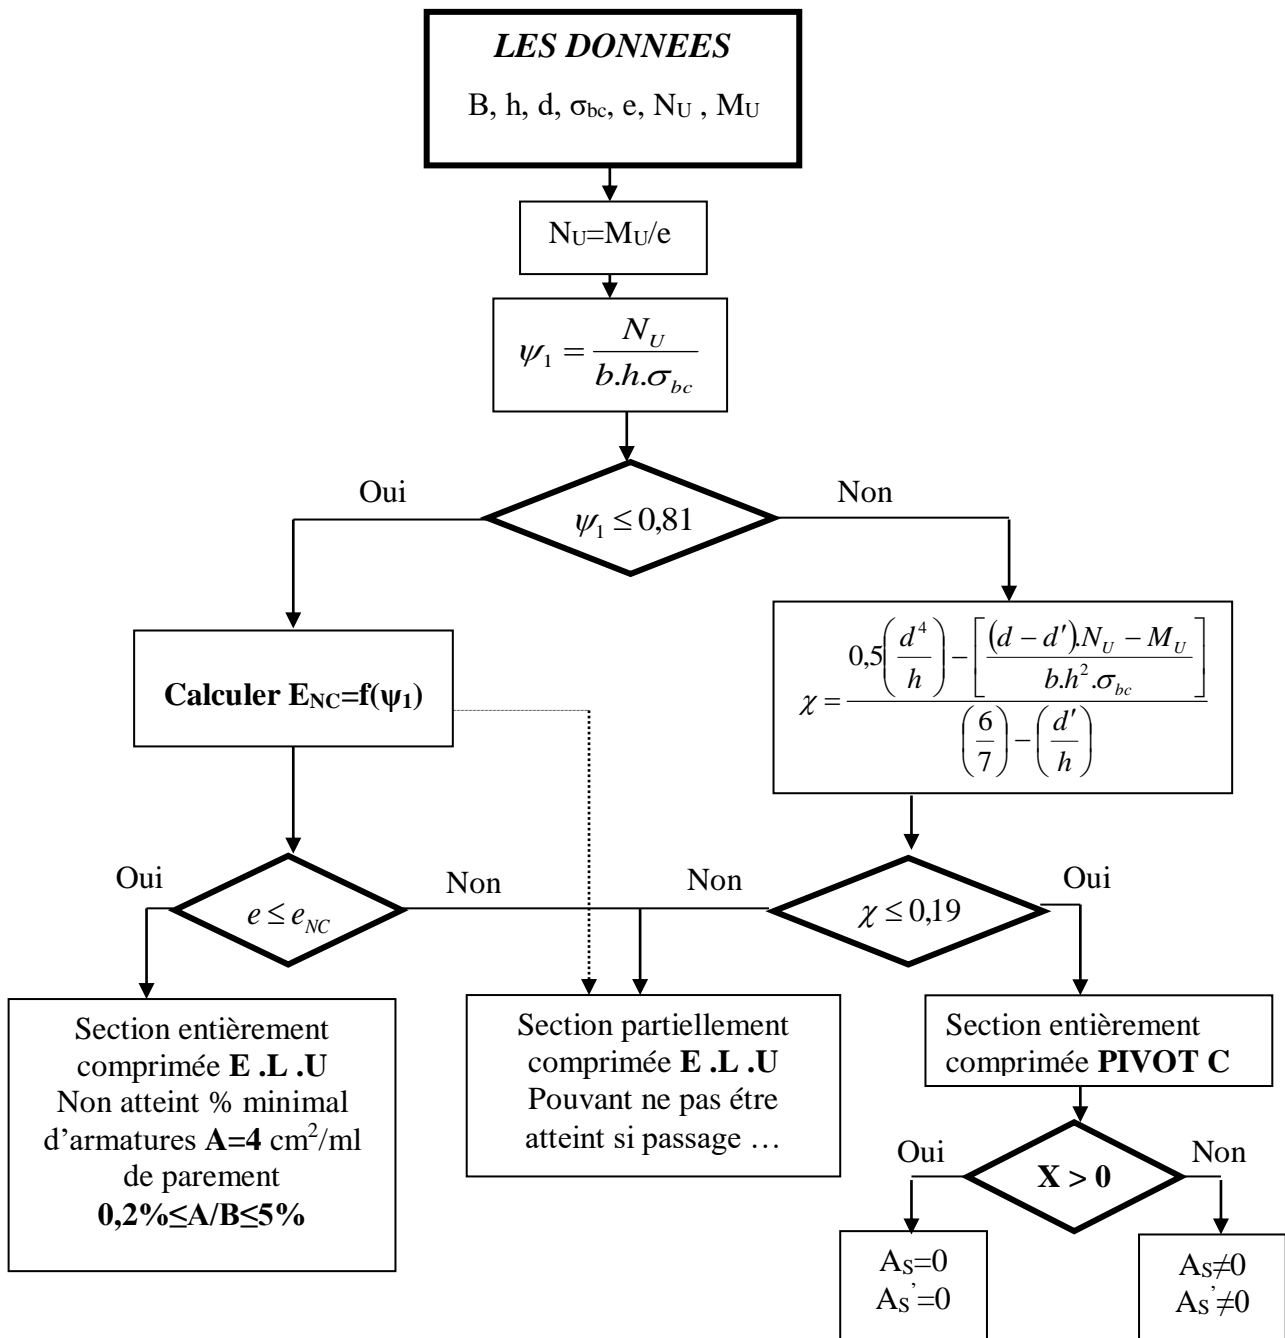 LES DONNEES
B, h, d, σbc, e, NU , MU
NU=MU/e
ψ1 = NU / b.h.σbc
Oui
Non
ψ1 ≤ 0,81
Calculer ENC=f(ψ1)
χ = (0,5(d^4/h) − [((d − d′).NU − MU) / b.h^2.σbc]) / ((6/7) − (d′/h))
Oui
Non
Non
Oui
e ≤ eNC
χ ≤ 0,19
Section entièrement
comprimée E .L .U
Non atteint % minimal
d’armatures A=4 cm²/ml
de parement
0,2%≤A/B≤5%
Section partiellement
comprimée E .L .U
Pouvant ne pas étre
atteint si passage …
Section entièrement
comprimée PIVOT C
Oui
Non
X > 0
AS=0
AS’=0
AS≠0
AS’≠0